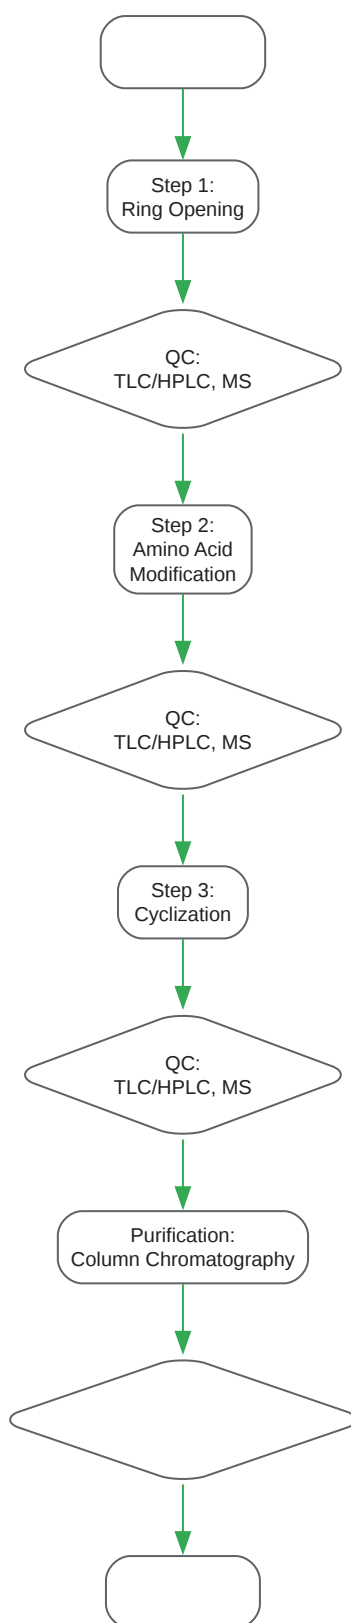 Step 1:
Ring Opening
QC:
TLC/HPLC, MS
Step 2:
Amino Acid
Modification
QC:
TLC/HPLC, MS
Step 3:
Cyclization
QC:
TLC/HPLC, MS
Purification:
Column Chromatography